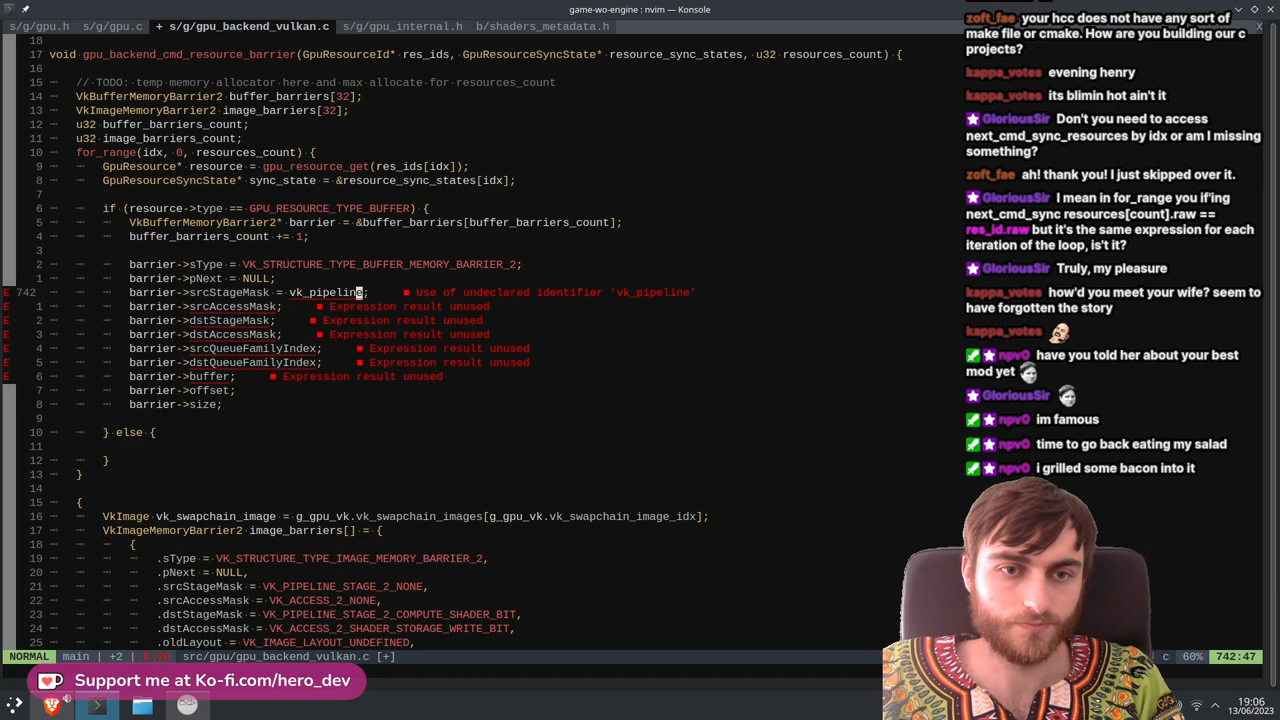 game-wo-engine : nvim — Konsole
s/g/gpu.h s/g/gpu.c + s/g/gpu_backend_vulkan.c s/g/gpu_internal.h b/shaders_metadata.h X
18
17 void gpu_backend_cmd_resource_barrier(GpuResourceId* res_ids, GpuResourceSyncState* resource_sync_states, u32 resources_count) {
16
15 // TODO: temp memory allocator here and max allocate for resources_count
14 VkBufferMemoryBarrier2 buffer_barriers[32];
13 VkImageMemoryBarrier2 image_barriers[32];
12 u32 buffer_barriers_count;
11 u32 image_barriers_count;
10 for_range(idx, 0, resources_count) {
9 GpuResource* resource = gpu_resource_get(res_ids[idx]);
8 GpuResourceSyncState* sync_state = &resource_sync_states[idx];
7
6 if (resource->type == GPU_RESOURCE_TYPE_BUFFER) {
5 VkBufferMemoryBarrier2* barrier = &buffer_barriers[buffer_barriers_count];
4 buffer_barriers_count += 1;
3
2 barrier->sType = VK_STRUCTURE_TYPE_BUFFER_MEMORY_BARRIER_2;
1 barrier->pNext = NULL;
E 742 barrier->srcStageMask = vk_pipeline; ■ Use of undeclared identifier 'vk_pipeline'
E 1 barrier->srcAccessMask; ■ Expression result unused
E 2 barrier->dstStageMask; ■ Expression result unused
E 3 barrier->dstAccessMask; ■ Expression result unused
E 4 barrier->srcQueueFamilyIndex; ■ Expression result unused
E 5 barrier->dstQueueFamilyIndex; ■ Expression result unused
E 6 barrier->buffer; ■ Expression result unused
7 barrier->offset;
8 barrier->size;
9
10 } else {
11
12 }
13 }
14
15 {
16 VkImage vk_swapchain_image = g_gpu_vk.vk_swapchain_images[g_gpu_vk.vk_swapchain_image_idx];
17 VkImageMemoryBarrier2 image_barriers[] = {
18 {
19 .sType = VK_STRUCTURE_TYPE_IMAGE_MEMORY_BARRIER_2,
20 .pNext = NULL,
21 .srcStageMask = VK_PIPELINE_STAGE_2_NONE,
22 .srcAccessMask = VK_ACCESS_2_NONE,
23 .dstStageMask = VK_PIPELINE_STAGE_2_COMPUTE_SHADER_BIT,
24 .dstAccessMask = VK_ACCESS_2_SHADER_STORAGE_WRITE_BIT,
25 .oldLayout = VK_IMAGE_LAYOUT_UNDEFINED,
NORMAL main | +2 | E 20 src/gpu/gpu_backend_vulkan.c [+] c 60% 742:47
Support me at Ko-fi.com/hero_dev
19:06
13/06/2023
zoft_fae your hcc does not have any sort of
make file or cmake. How are you building our c
projects?
kappa_votes evening henry
kappa_votes its blimin hot ain't it
GloriousSir Don't you need to access
next_cmd_sync_resources by idx or am I missing
something?
zoft_fae ah! thank you! I just skipped over it.
GloriousSir I mean in for_range you if'ing
next_cmd_sync resources[count].raw ==
res_id.raw but it's the same expression for each
iteration of the loop, is't it?
GloriousSir Truly, my pleasure
kappa_votes how'd you meet your wife? seem to
have forgotten the story
kappa_votes
npv0 have you told her about your best
mod yet
GloriousSir
npv0 im famous
npv0 time to go back eating my salad
npv0 i grilled some bacon into it